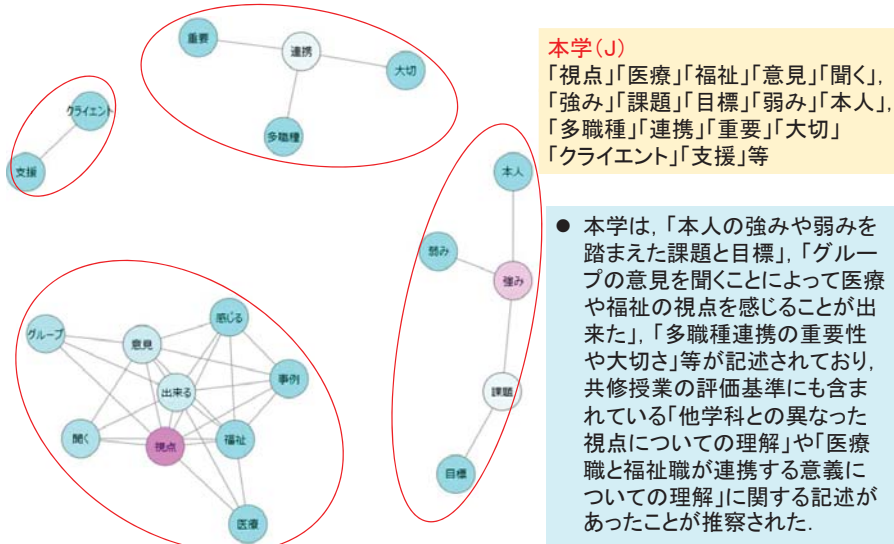 重要
連携
大切
多職種
クライエント
支援
本人
弱み
強み
課題
目標
グループ
意見
感じる
出来る
事例
聞く
視点
福祉
医療
本学(J)
「視点」「医療」「福祉」「意見」「聞く」,
「強み」「課題」「目標」「弱み」「本人」,
「多職種」「連携」「重要」「大切」
「クライエント」「支援」等
● 本学は,「本人の強みや弱みを
踏まえた課題と目標」,「グルー
プの意見を聞くことによって医療
や福祉の視点を感じることが出
来た」,「多職種連携の重要性
や大切さ」等が記述されており,
共修授業の評価基準にも含ま
れている「他学科との異なった
視点についての理解」や「医療
職と福祉職が連携する意義に
ついての理解」に関する記述が
あったことが推察された.